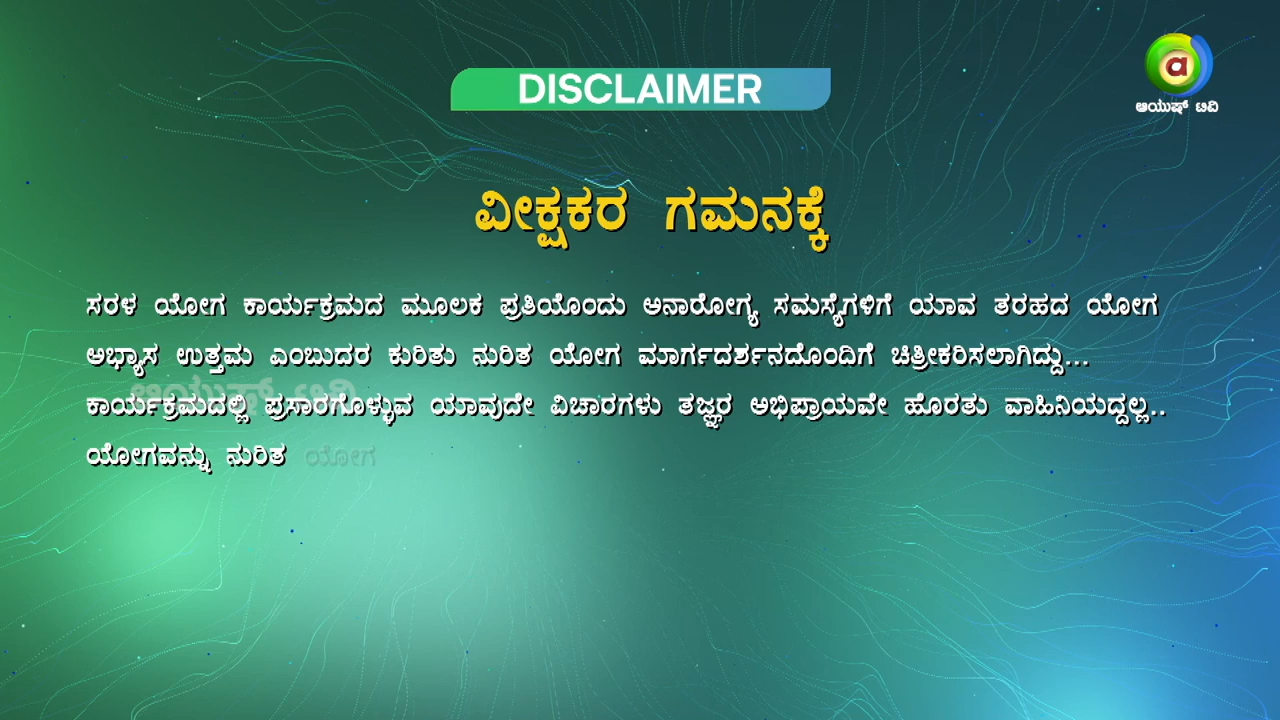 DISCLAIMER
ಆಯುಷ್ ಟಿವಿ
ವೀಕ್ಷಕರ ಗಮನಕ್ಕೆ
ಸರಳ ಯೋಗ ಕಾರ್ಯಕ್ರಮದ ಮೂಲಕ ಪ್ರತಿಯೊಂದು ಅನಾರೋಗ್ಯ ಸಮಸ್ಯೆಗಳಿಗೆ ಯಾವ ತರಹದ ಯೋಗ
ಅಭ್ಯಾಸ ಉತ್ತಮ ಎಂಬುದರ ಕುರಿತು ನುರಿತ ಯೋಗ ಮಾರ್ಗದರ್ಶನದೊಂದಿಗೆ ಚಿತ್ರೀಕರಿಸಲಾಗಿದ್ದು...
ಆಯುಷ್ ಟಿವಿ
ಕಾರ್ಯಕ್ರಮದಲ್ಲಿ ಪ್ರಸಾರಗೊಳ್ಳುವ ಯಾವುದೇ ವಿಚಾರಗಳು ತಜ್ಞರ ಅಭಿಪ್ರಾಯವೇ ಹೊರತು ವಾಹಿನಿಯದ್ದಲ್ಲ..
ಯೋಗವನ್ನು ನುರಿತ ಯೋಗ